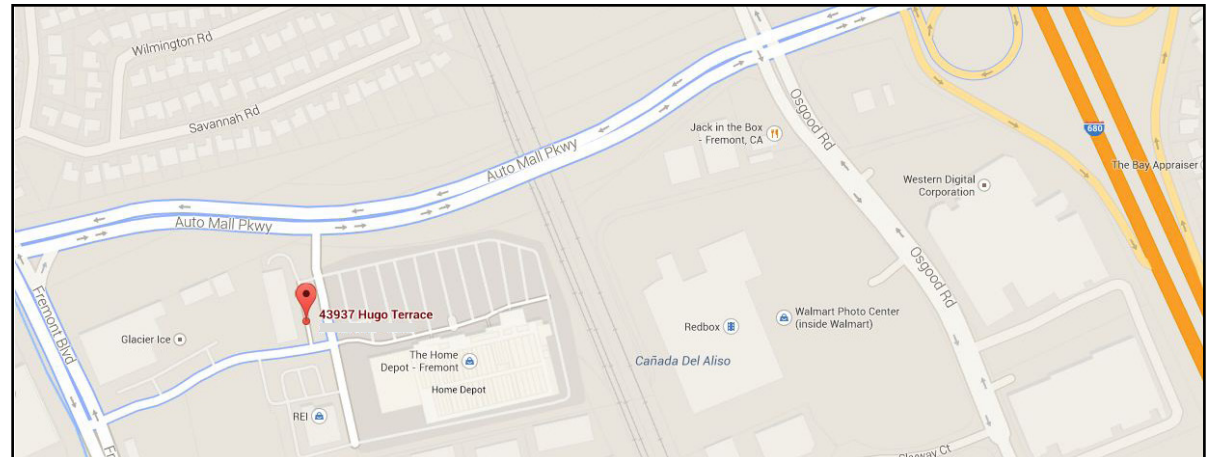 Wilmington Rd
Savannah Rd
Auto Mall Pkwy
Auto Mall Pkwy
Osgood Rd
Osgood Rd
Jack in the Box
- Fremont, CA
680
The Bay Appraiser
Western Digital
Corporation
Fremont Blvd
43937 Hugo Terrace
Glacier Ice
The Home
Depot - Fremont
Home Depot
REI
Redbox
Walmart Photo Center
(inside Walmart)
Cañada Del Aliso